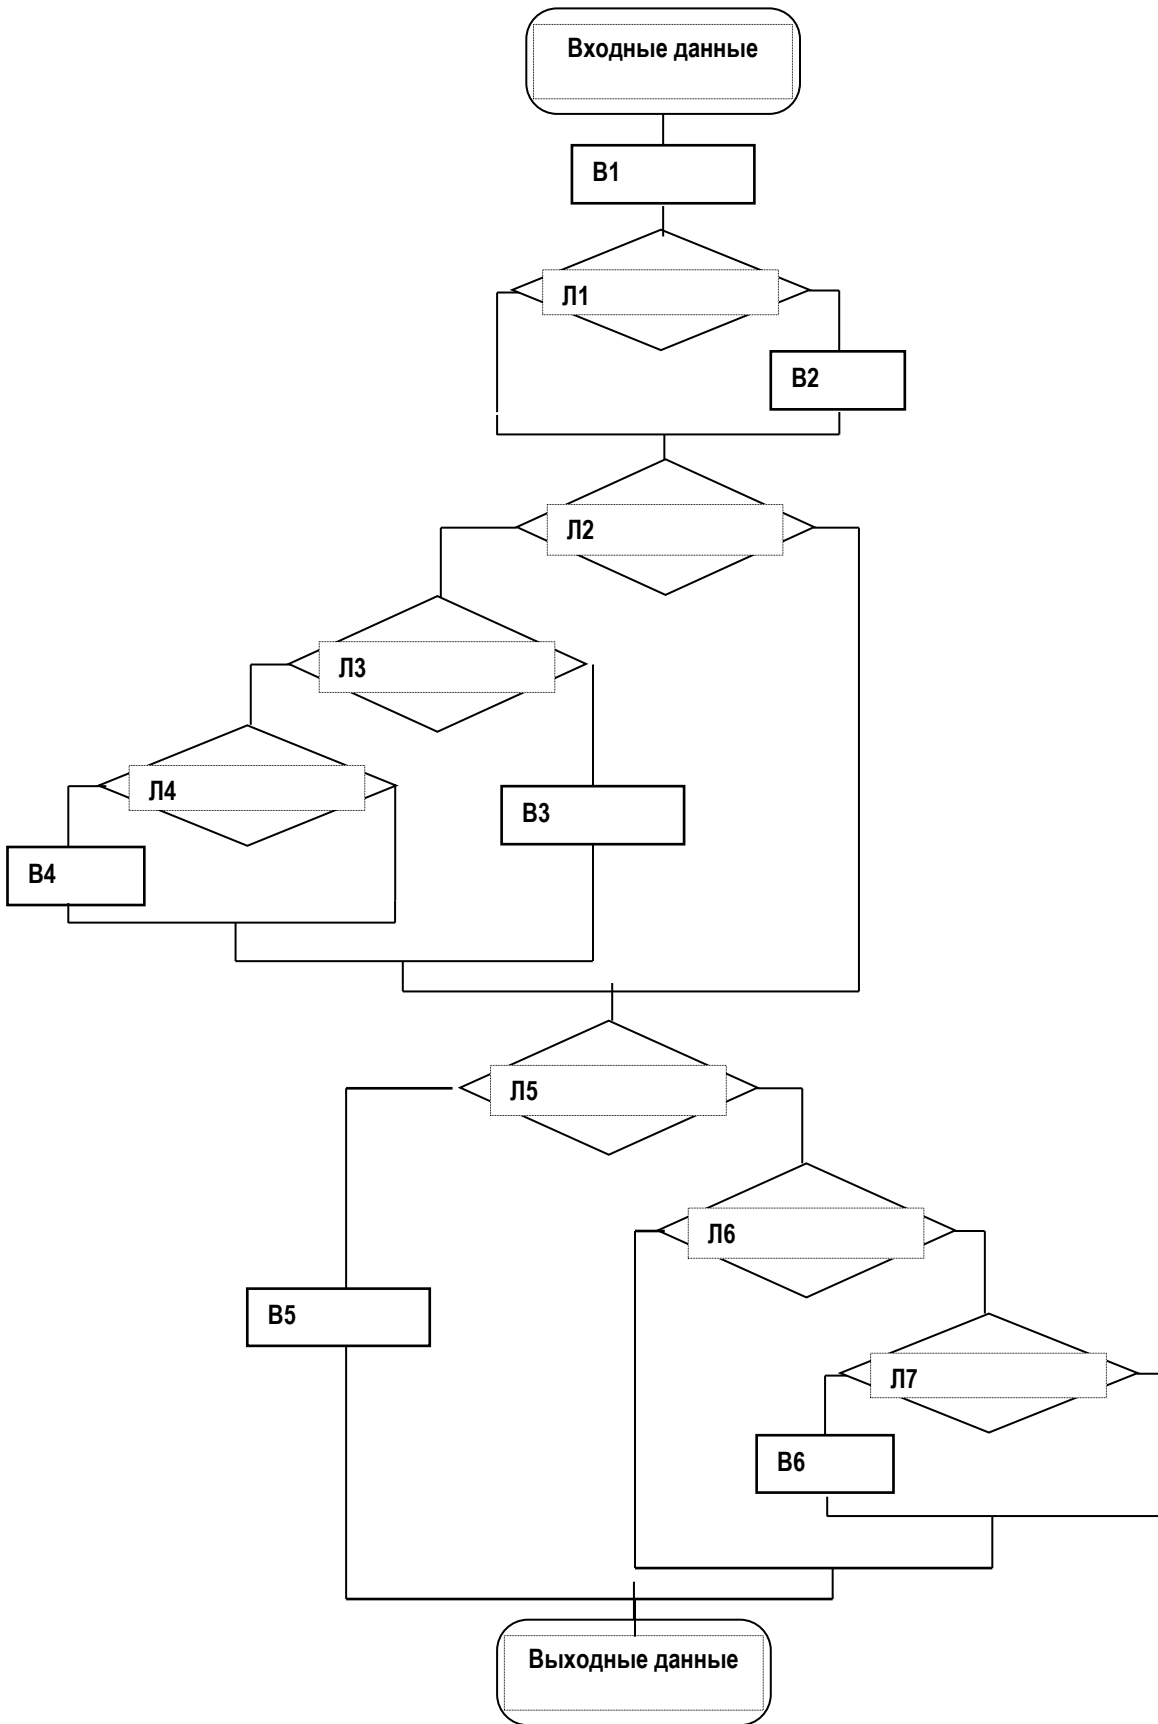 Входные данные
В1
Л1
В2
Л2
Л3
Л4
В3
В4
Л5
Л6
В5
Л7
В6
Выходные данные